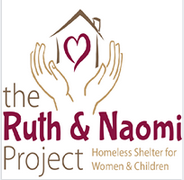 the
Ruth & Naomi
Project
Homeless Shelter for
Women & Children